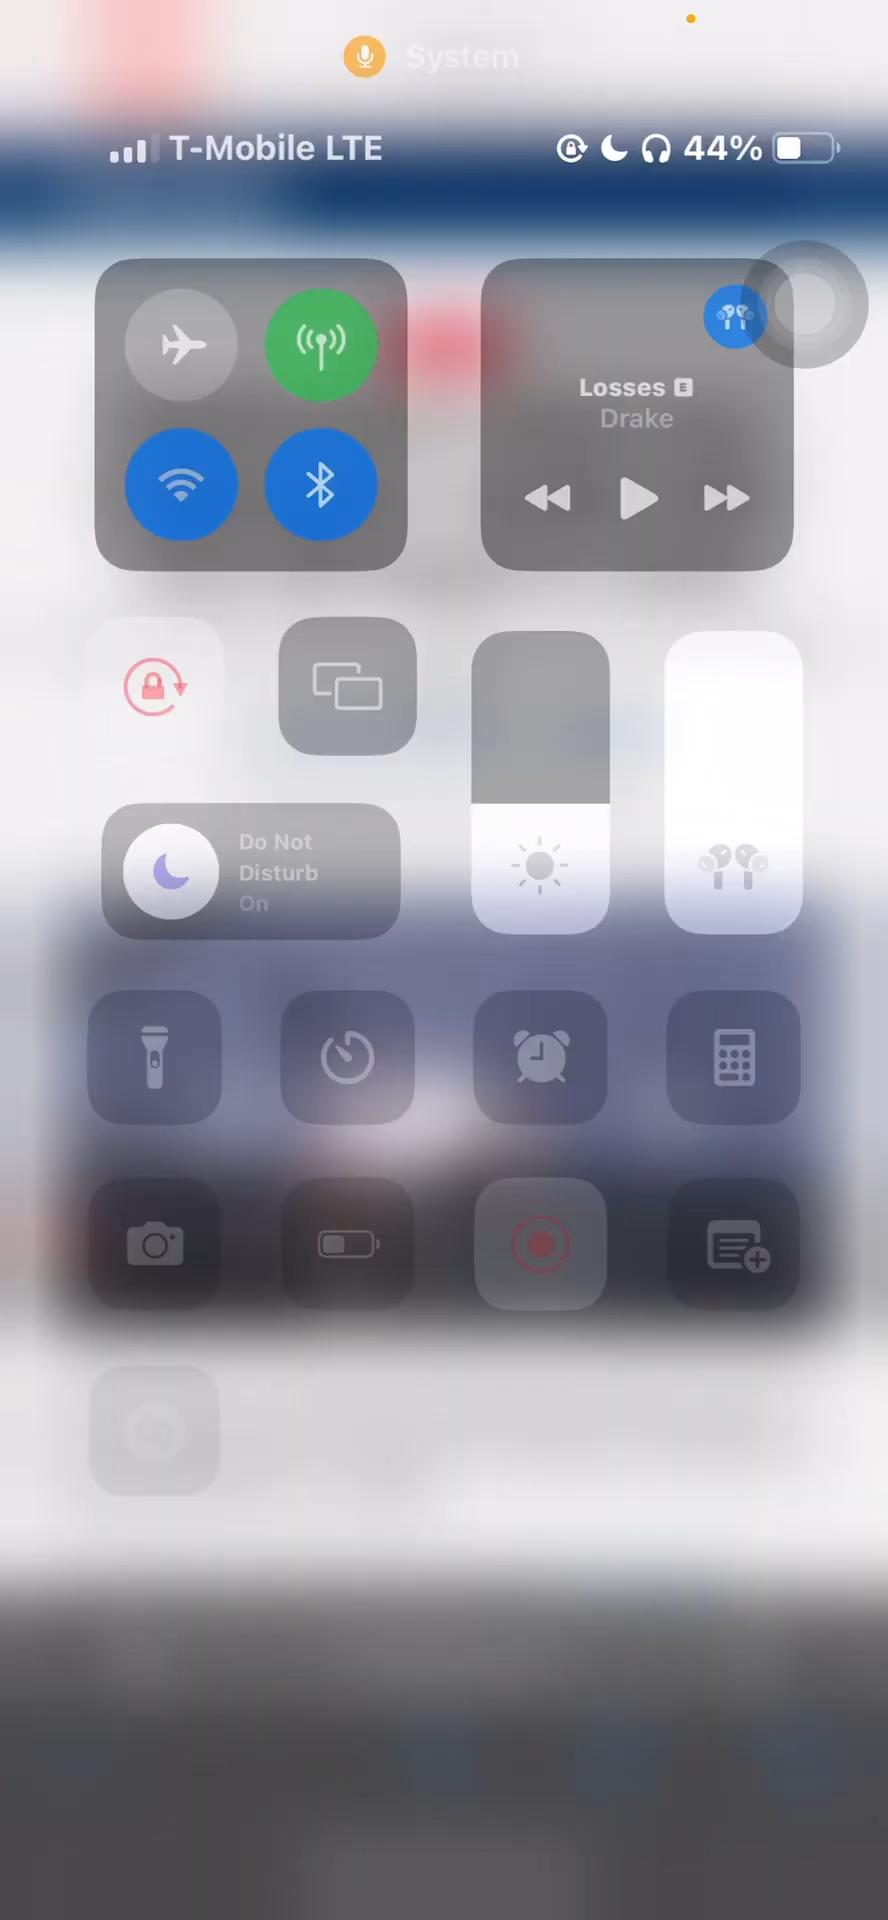 System
T-Mobile LTE
44%
Losses E
Drake
Do Not
Disturb
On